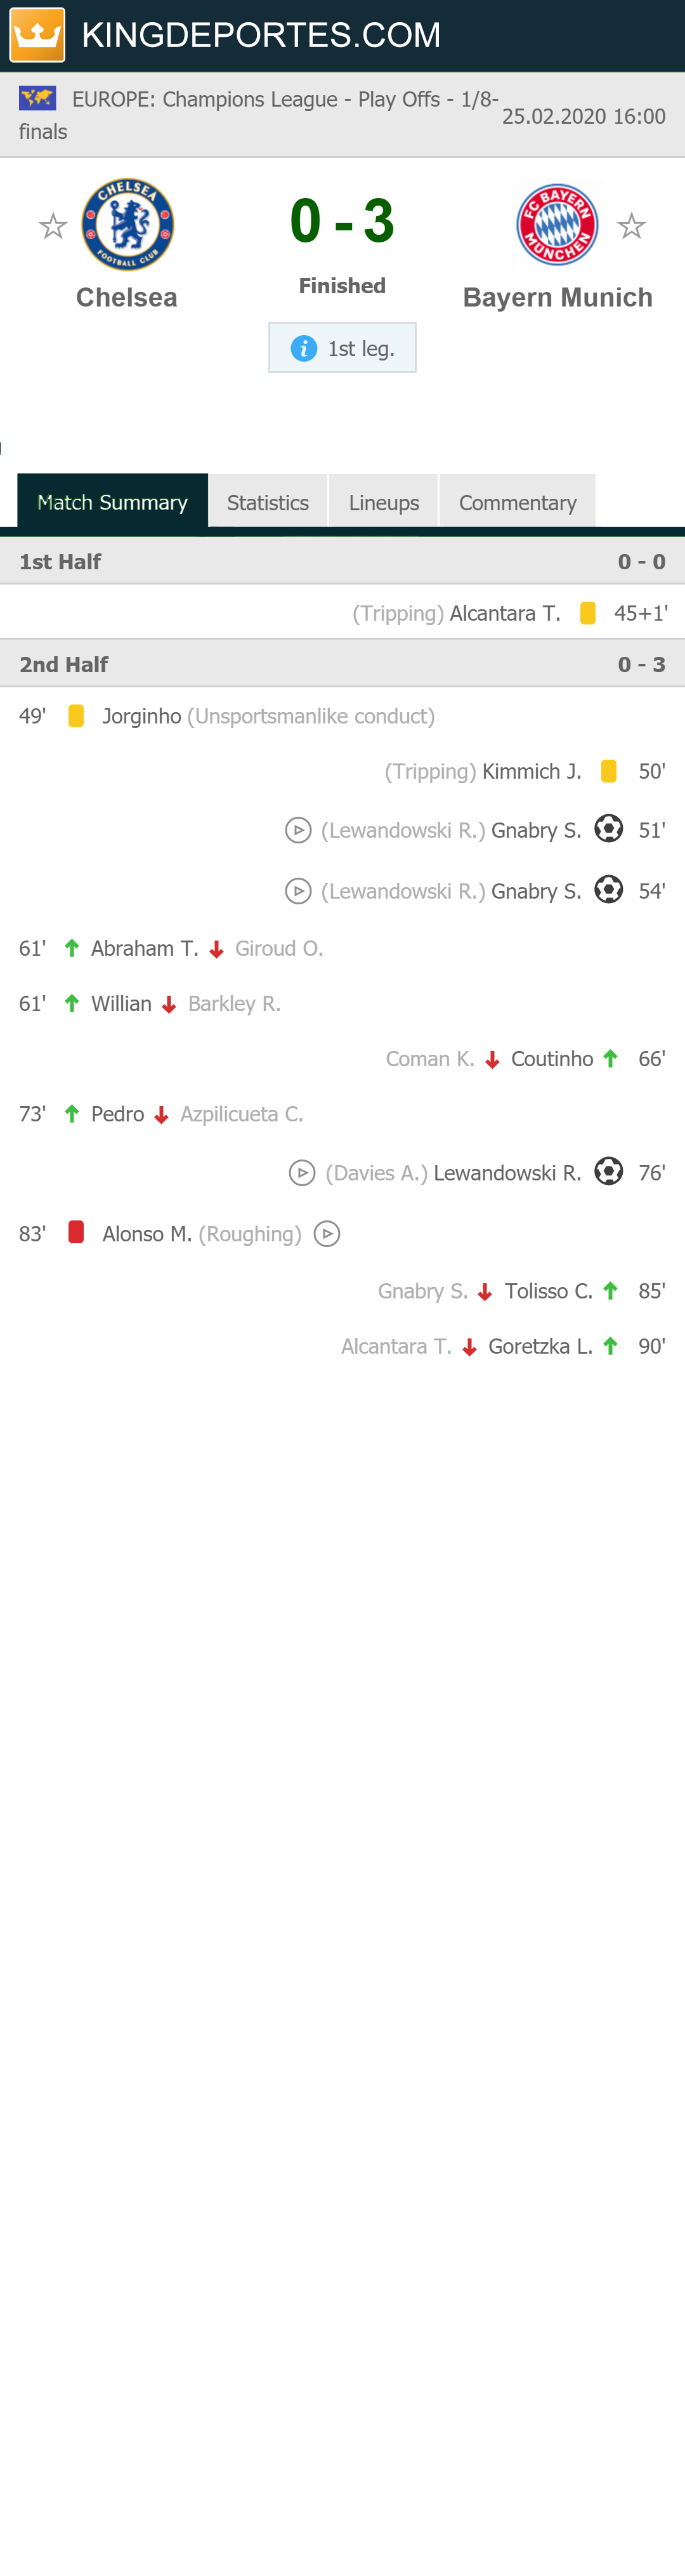 KINGDEPORTES.COM
EUROPE: Champions League - Play Offs - 1/8-
finals
25.02.2020 16:00
CHELSEA
FOOTBALL CLUB
FC BAYERN
MÜNCHEN
0 - 3
Finished
Chelsea
Bayern Munich
i 1st leg.
Match Summary Statistics Lineups Commentary
1st Half 0 - 0
(Tripping) Alcantara T. 45+1'
2nd Half 0 - 3
49' Jorginho (Unsportsmanlike conduct)
(Tripping) Kimmich J. 50'
(Lewandowski R.) Gnabry S. 51'
(Lewandowski R.) Gnabry S. 54'
61' Abraham T. Giroud O.
61' Willian Barkley R.
Coman K. Coutinho 66'
73' Pedro Azpilicueta C.
(Davies A.) Lewandowski R. 76'
83' Alonso M. (Roughing)
Gnabry S. Tolisso C. 85'
Alcantara T. Goretzka L. 90'